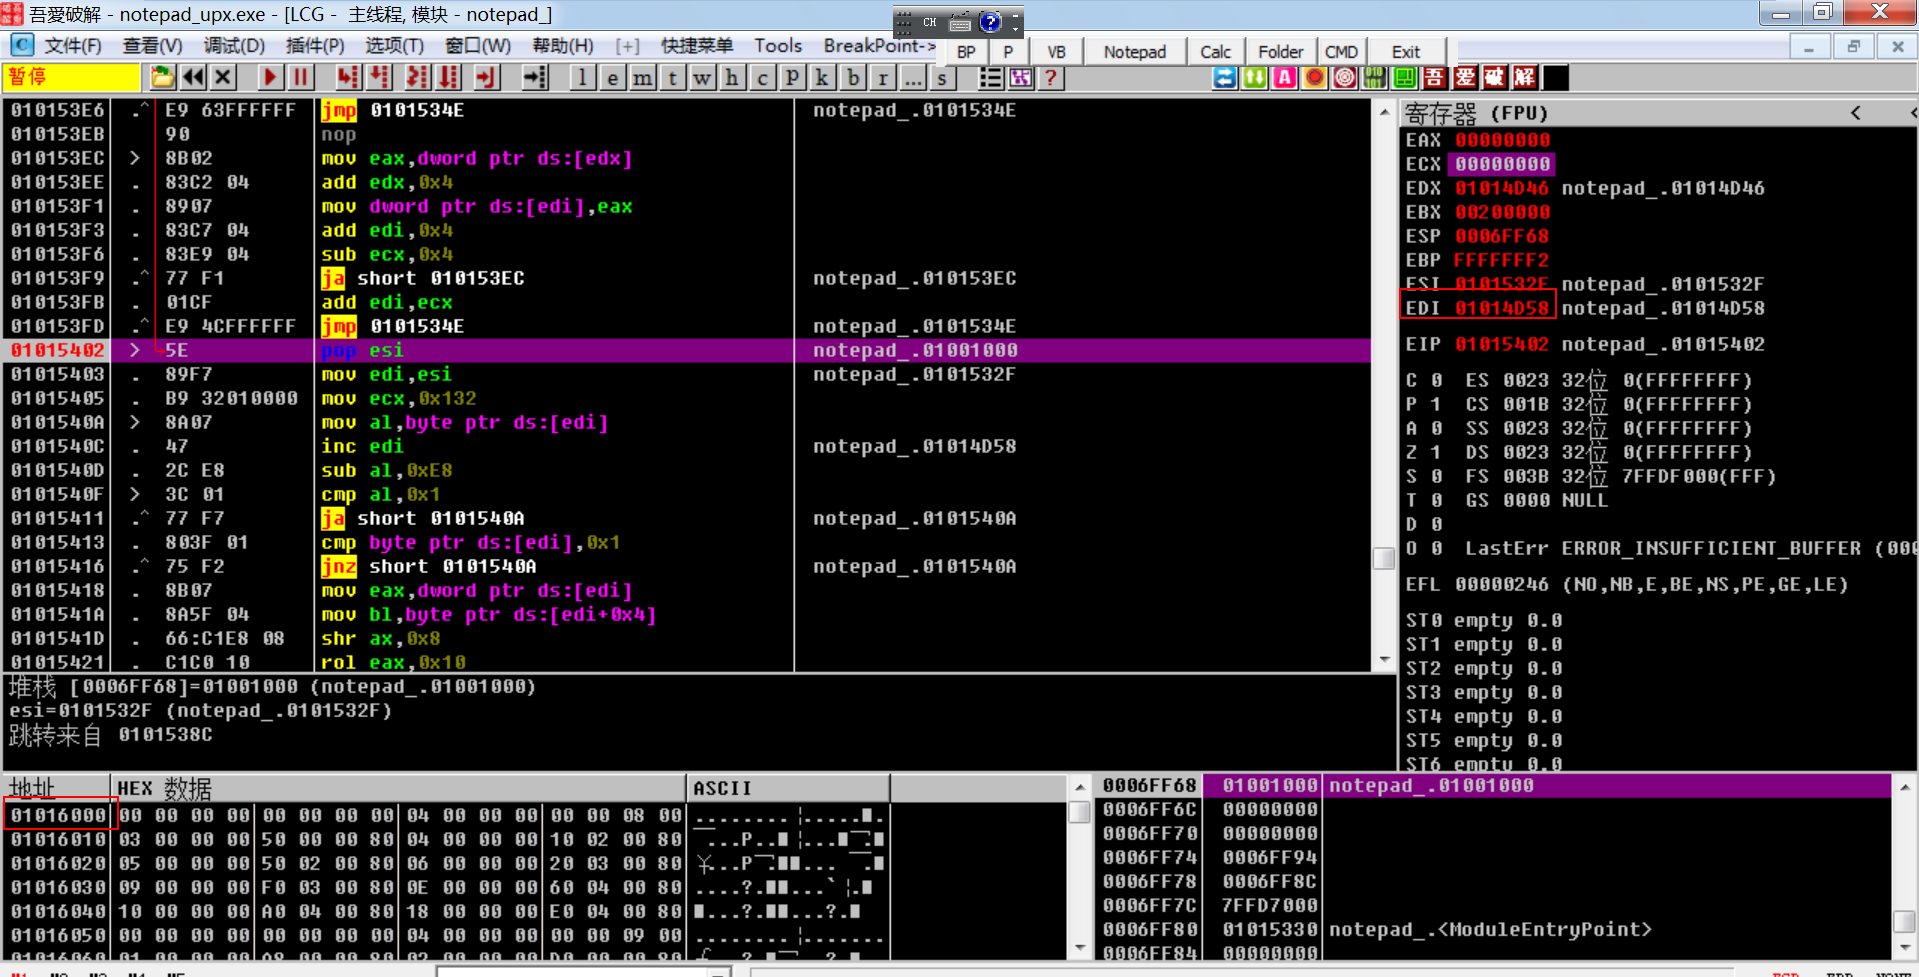 吾愛破解 - notepad_upx.exe - [LCG - 主线程, 模块 - notepad_]
CH
文件(F) 查看(V) 调试(D) 插件(P) 选项(T) 窗口(W) 帮助(H) [+] 快捷菜单 Tools BreakPoint-> BP P VB Notepad Calc Folder CMD Exit
暂停 l e m t w h c P k b r ... s ? A 吾 爱 破 解
010153E6 .^ E9 63FFFFFF jmp 0101534E notepad_.0101534E
010153EB 90 nop
010153EC > 8B02 mov eax,dword ptr ds:[edx]
010153EE . 83C2 04 add edx,0x4
010153F1 . 8907 mov dword ptr ds:[edi],eax
010153F3 . 83C7 04 add edi,0x4
010153F6 . 83E9 04 sub ecx,0x4
010153F9 .^ 77 F1 ja short 010153EC notepad_.010153EC
010153FB . 01CF add edi,ecx
010153FD .^ E9 4CFFFFFF jmp 0101534E notepad_.0101534E
01015402 > 5E pop esi notepad_.01001000
01015403 . 89F7 mov edi,esi notepad_.0101532F
01015405 . B9 32010000 mov ecx,0x132
0101540A > 8A07 mov al,byte ptr ds:[edi]
0101540C . 47 inc edi notepad_.01014D58
0101540D . 2C E8 sub al,0xE8
0101540F > 3C 01 cmp al,0x1
01015411 .^ 77 F7 ja short 0101540A notepad_.0101540A
01015413 . 803F 01 cmp byte ptr ds:[edi],0x1
01015416 .^ 75 F2 jnz short 0101540A notepad_.0101540A
01015418 . 8B07 mov eax,dword ptr ds:[edi]
0101541A . 8A5F 04 mov bl,byte ptr ds:[edi+0x4]
0101541D . 66:C1E8 08 shr ax,0x8
01015421 . C1C0 10 rol eax,0x10
寄存器 (FPU) < <
EAX 00000000
ECX 00000000
EDX 01014D46 notepad_.01014D46
EBX 00200000
ESP 0006FF68
EBP FFFFFFF2
ESI 0101532F notepad_.0101532F
EDI 01014D58 notepad_.01014D58
EIP 01015402 notepad_.01015402
C 0 ES 0023 32位 0(FFFFFFFF)
P 1 CS 001B 32位 0(FFFFFFFF)
A 0 SS 0023 32位 0(FFFFFFFF)
Z 1 DS 0023 32位 0(FFFFFFFF)
S 0 FS 003B 32位 7FFDF000(FFF)
T 0 GS 0000 NULL
D 0
O 0 LastErr ERROR_INSUFFICIENT_BUFFER (000
EFL 00000246 (NO,NB,E,BE,NS,PE,GE,LE)
ST0 empty 0.0
ST1 empty 0.0
ST2 empty 0.0
ST3 empty 0.0
ST4 empty 0.0
ST5 empty 0.0
ST6 empty 0.0
堆栈 [0006FF68]=01001000 (notepad_.01001000)
esi=0101532F (notepad_.0101532F)
跳转来自 0101538C
地址 HEX 数据 ASCII
01016000 00 00 00 00 00 00 00 00 04 00 00 00 00 00 08 00
01016010 03 00 00 00 50 00 00 80 04 00 00 00 10 02 00 80
01016020 05 00 00 00 50 02 00 80 06 00 00 00 20 03 00 80
01016030 09 00 00 00 F0 03 00 80 0E 00 00 00 60 04 00 80
01016040 10 00 00 00 A0 04 00 80 18 00 00 00 E0 04 00 80
01016050 00 00 00 00 00 00 00 00 04 00 00 00 00 00 09 00
01016060 01 00 00 00 A8 00 00 80 02 00 00 00 D0 00 00 80
0006FF68 01001000 notepad_.01001000
0006FF6C 00000000
0006FF70 00000000
0006FF74 0006FF94
0006FF78 0006FF8C
0006FF7C 7FFD7000
0006FF80 01015330 notepad_.<ModuleEntryPoint>
0006FF84 00000000